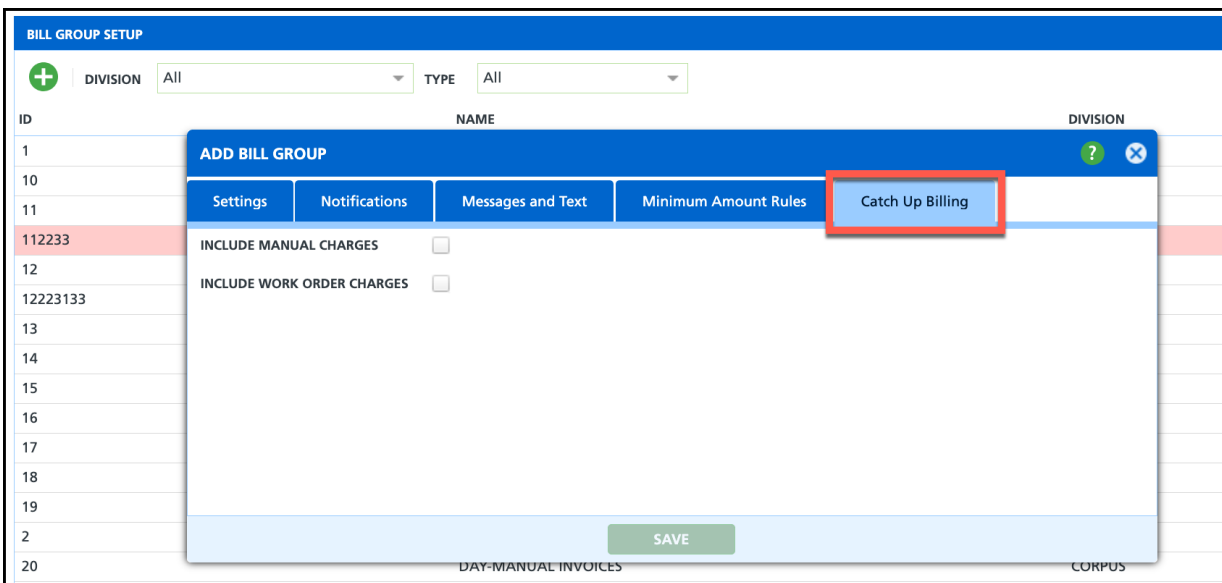 BILL GROUP SETUP
DIVISION All TYPE All
ID NAME DIVISION
1
ADD BILL GROUP ?
10
Settings Notifications Messages and Text Minimum Amount Rules Catch Up Billing
11
112233
INCLUDE MANUAL CHARGES
12
INCLUDE WORK ORDER CHARGES
12223133
13
14
15
16
17
18
19
2
SAVE
20 DAY-MANUAL INVOICES CORPUS